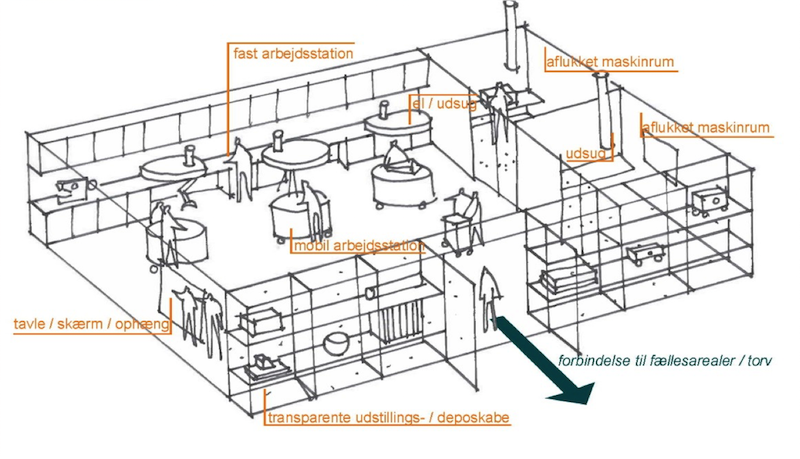 fast arbejdsstation
aflukket maskinrum
el / udsug
aflukket maskinrum
udsug
mobil arbejdsstation
tavle / skærm / ophæng
forbindelse til fællesarealer / torv
transparente udstillings- / deposkabe